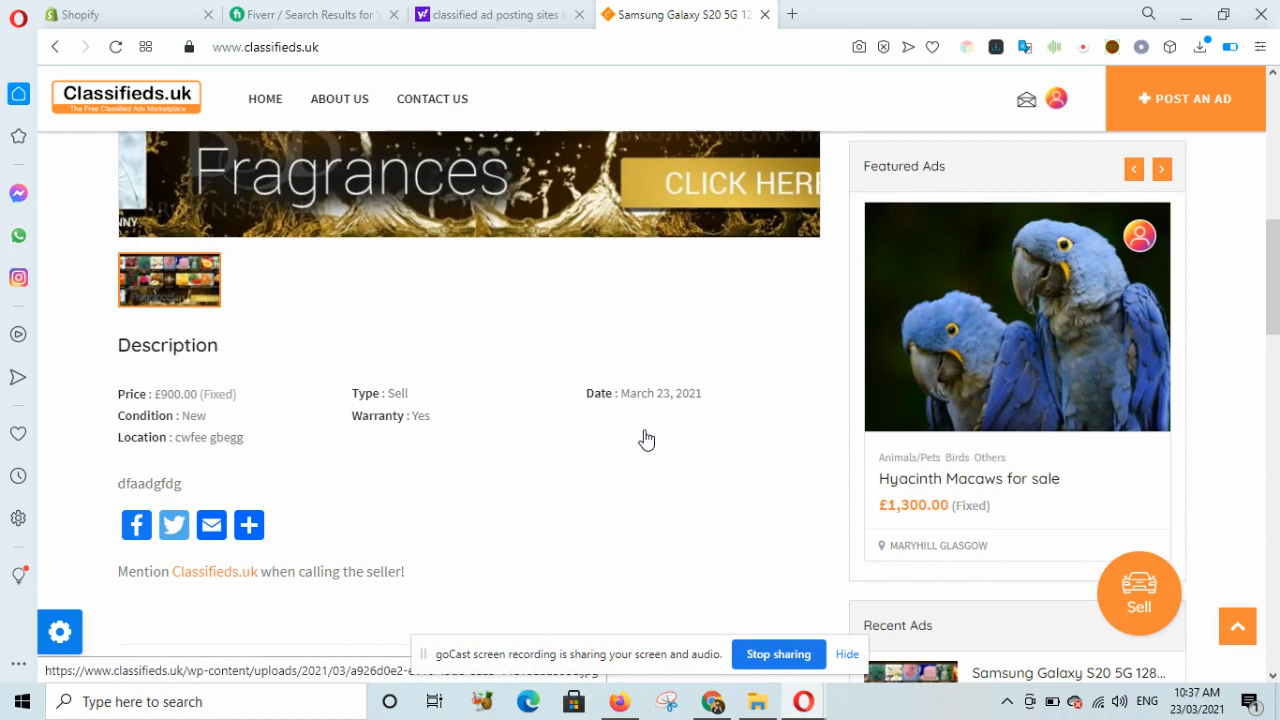 Shopify
Fiverr / Search Results for '
classified ad posting sites i
Samsung Galaxy S20 5G 12
www.classifieds.uk
Classifieds.uk
The Free Classified Ads Marketplace
HOME
ABOUT US
CONTACT US
POST AN AD
Fragrances
CLICK HERE
NNY
Description
Price : £900.00 (Fixed)
Type : Sell
Date : March 23, 2021
Condition : New
Warranty : Yes
Location : cwfee gbegg
dfaadgfdg
Mention Classifieds.uk when calling the seller!
Featured Ads
Animals/Pets Birds Others
Hyacinth Macaws for sale
£1,300.00 (Fixed)
MARYHILL GLASGOW
Sell
Recent Ads
Samsung Galaxy S20 5G 128...
goCast screen recording is sharing your screen and audio.
Stop sharing
Hide
https://www.classifieds.uk/wp-content/uploads/2021/03/a926d0e2-e
Type here to search
10:37 AM
23/03/2021